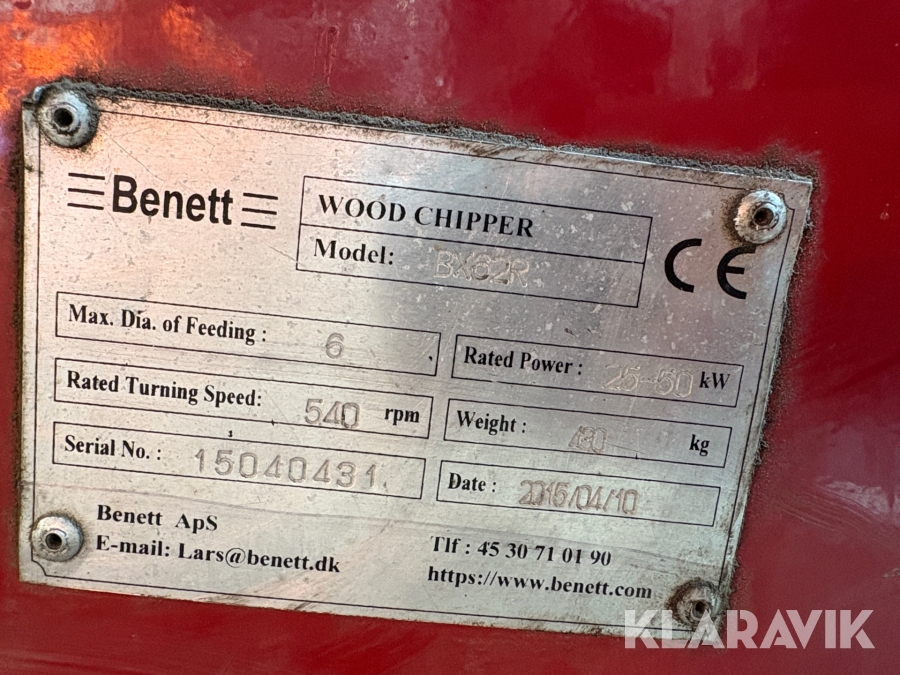 Benett
WOOD CHIPPER
Model: BX62R
CE
Max. Dia. of Feeding : 6
Rated Power : 25-50 kW
Rated Turning Speed: 540 rpm
Weight : kg
Serial No. : 15040431
Date : 2015/04/10
Benett ApS
E-mail: Lars@benett.dk
Tlf : 45 30 71 01 90
https://www.benett.com
KLARAVIK